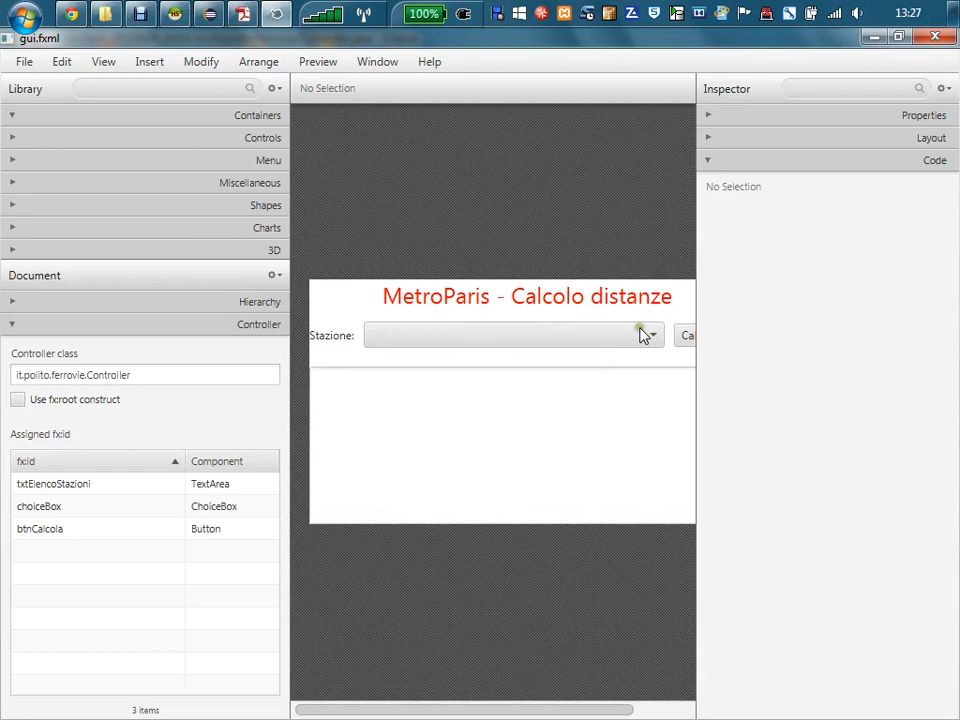 100%
13:27
gui.fxml
File Edit View Insert Modify Arrange Preview Window Help
Library
No Selection
Inspector
Containers
Properties
Controls
Layout
Menu
Code
Miscellaneous
No Selection
Shapes
Charts
3D
Document
MetroParis - Calcolo distanze
Hierarchy
Controller
Stazione:
Cal
Controller class
it.polito.ferrovie.Controller
Use fx:root construct
Assigned fx:id
fx:id Component
txtElencoStazioni TextArea
choiceBox ChoiceBox
btnCalcola Button
3 items